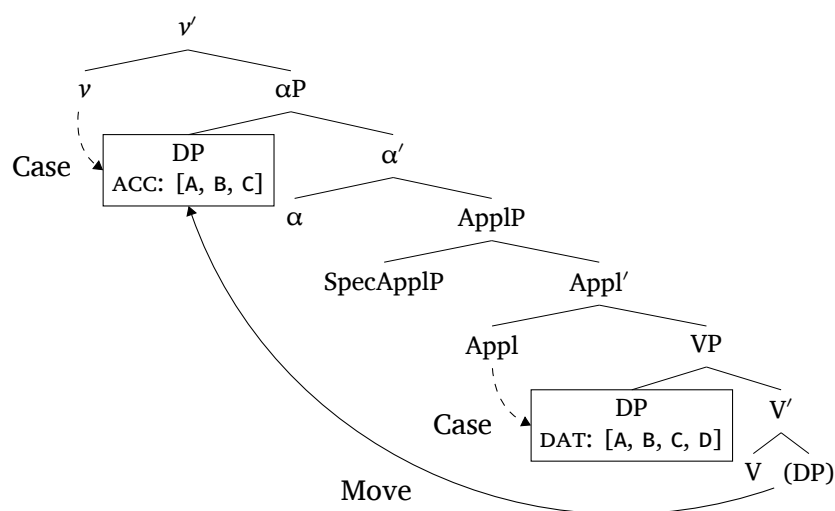 v′
v αP
DP
Case
ACC: [A, B, C]
α′
α ApplP
SpecApplP Appl′
Appl VP
DP
Case
DAT: [A, B, C, D]
V′
V (DP)
Move